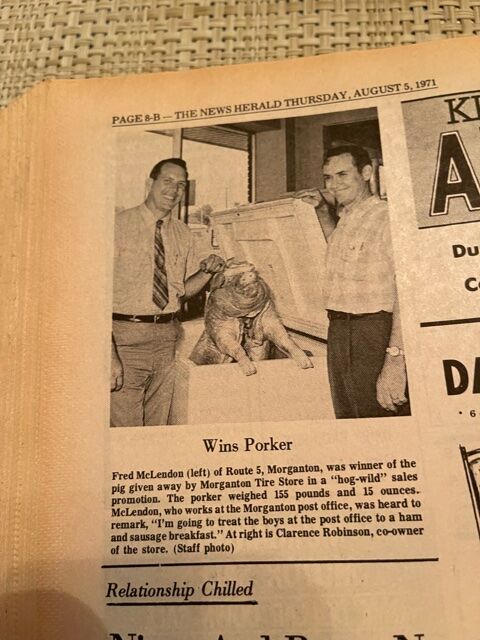 PAGE 8-B — THE NEWS HERALD THURSDAY, AUGUST 5, 1971
Wins Porker
Fred McLendon (left) of Route 5, Morganton, was winner of the
pig given away by Morganton Tire Store in a "hog-wild" sales
promotion. The porker weighed 155 pounds and 15 ounces.
McLendon, who works at the Morganton post office, was heard to
remark, "I'm going to treat the boys at the post office to a ham
and sausage breakfast." At right is Clarence Robinson, co-owner
of the store. (Staff photo)
Relationship Chilled